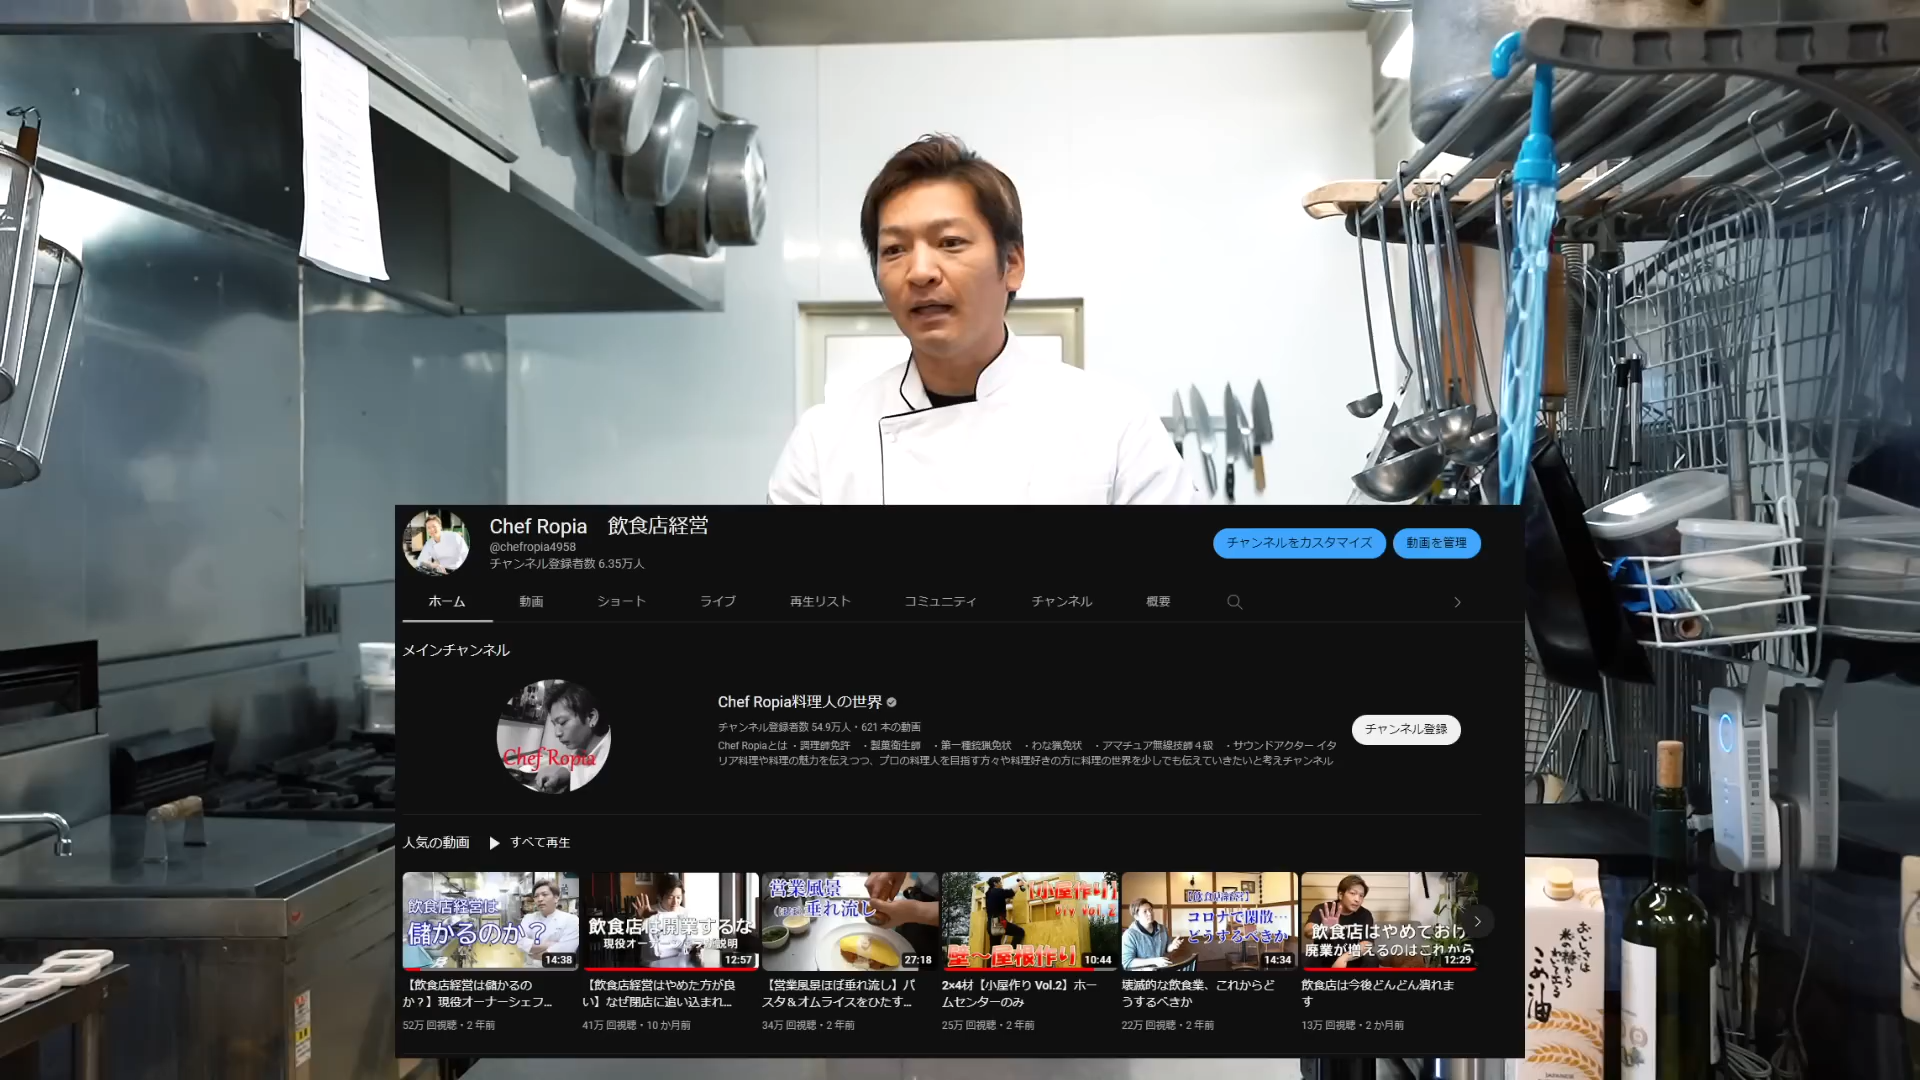 Chef Ropia　飲食店経営
@chefropia4958
チャンネル登録者数 6.35万人
チャンネルをカスタマイズ
動画を管理
ホーム
動画
ショート
ライブ
再生リスト
コミュニティ
チャンネル
概要
メインチャンネル
Chef Ropia
Chef Ropia料理人の世界
チャンネル登録者数 54.9万人・621 本の動画
Chef Ropiaとは ・調理師免許　・製菓衛生師　・第一種銃猟免状　・わな猟免状　・アマチュア無線技師４級　・サウンドアクター イタ
リア料理や料理の魅力を伝えつつ、プロの料理人を目指す方々や料理好きの方に料理の世界を少しでも伝えていきたいと考えチャンネル
チャンネル登録
人気の動画
すべて再生
飲食店経営は
儲かるのか？
14:38
飲食店は開業するな
12:57
営業風景
(ほぼ)垂れ流し
27:18
小屋作り
DIY Vol.2
壁〜屋根作り
10:44
コロナで閑散…
どうするべきか
14:34
飲食店はやめておけ
廃業が増えるのはこれから
12:29
【飲食店経営は儲かるの
か？】現役オーナーシェフ...
52万 回視聴・2 年前
【飲食店経営はやめた方が良
い】なぜ閉店に追い込まれ...
41万 回視聴・10 か月前
【営業風景ほぼ垂れ流し】パ
スタ＆オムライスをひたす...
34万 回視聴・2 年前
2×4材【小屋作り Vol.2】ホー
ムセンターのみ
25万 回視聴・2 年前
壊滅的な飲食業、これからど
うするべきか
22万 回視聴・2 年前
飲食店は今後どんどん潰れま
す
13万 回視聴・2 か月前
おいしさは
米の糠から
こめ油